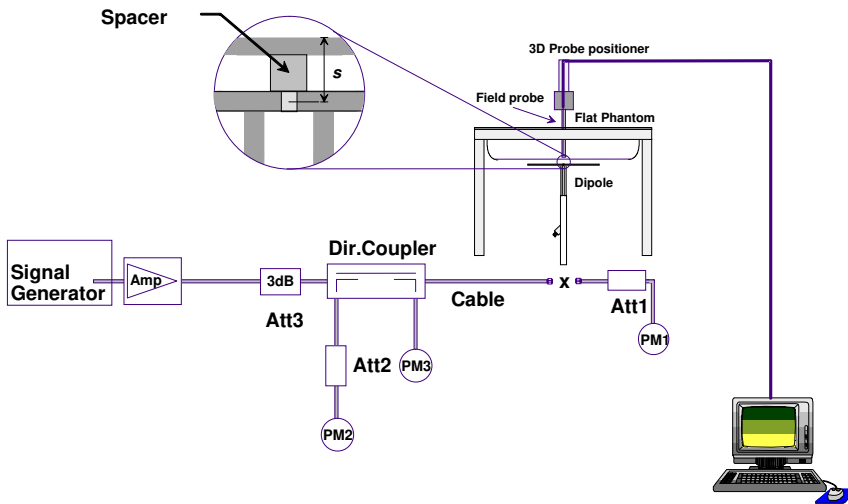 Spacer
s
3D Probe positioner
Field probe
Flat Phantom
Dipole
Signal
Generator
Amp
3dB
Att3
Dir.Coupler
Cable
x
Att1
PM1
Att2
PM3
PM2